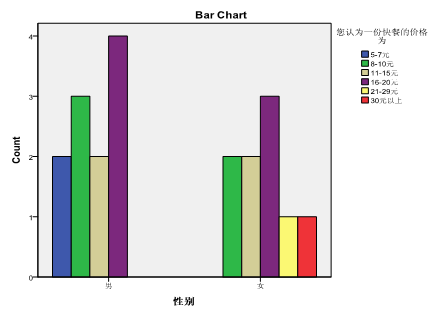 Bar Chart
您认为一份快餐的价格
为
5-7元
8-10元
11-15元
16-20元
21-29元
30元以上
Count
4
3
2
1
0
男
女
性别